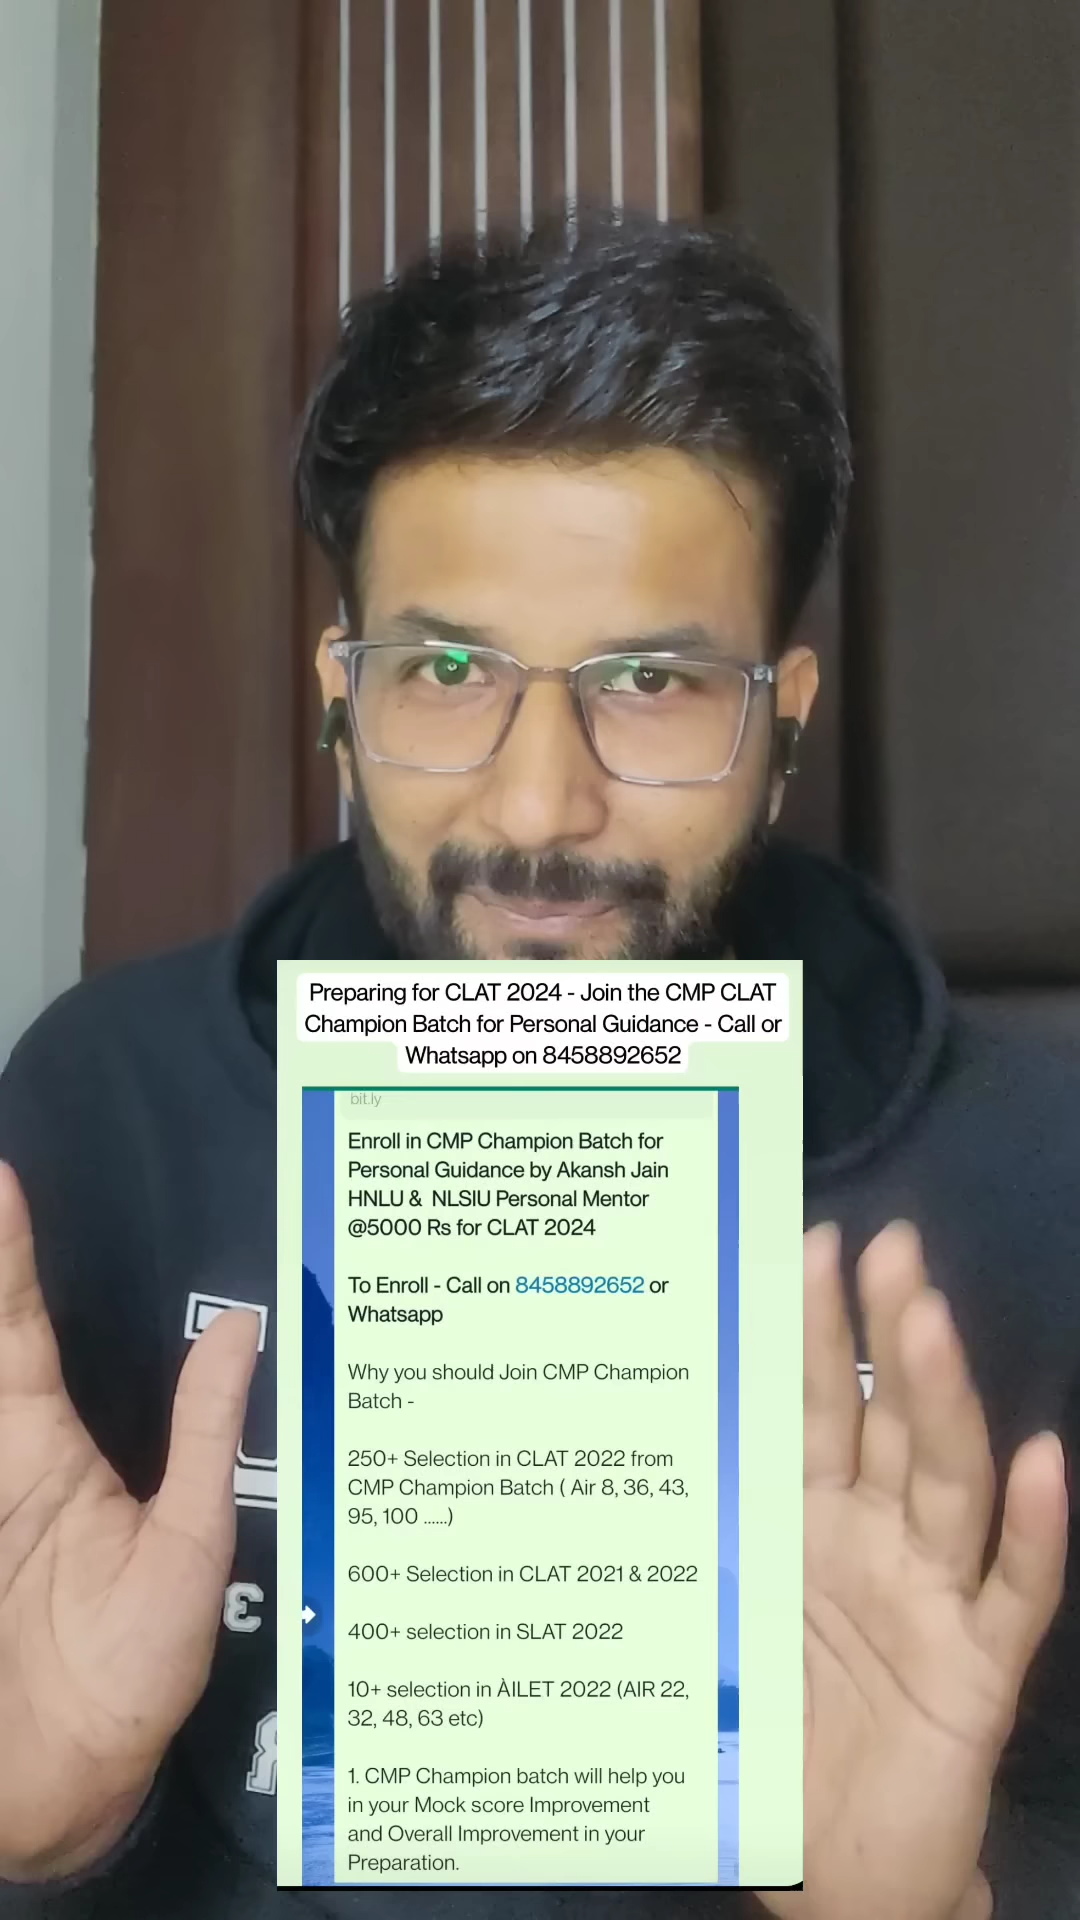 Preparing for CLAT 2024 - Join the CMP CLAT
Champion Batch for Personal Guidance - Call or
Whatsapp on 8458892652
bit.ly
Enroll in CMP Champion Batch for
Personal Guidance by Akansh Jain
HNLU & NLSIU Personal Mentor
@5000 Rs for CLAT 2024
To Enroll - Call on 8458892652 or
Whatsapp
Why you should Join CMP Champion
Batch -
250+ Selection in CLAT 2022 from
CMP Champion Batch ( Air 8, 36, 43,
95, 100 ......)
600+ Selection in CLAT 2021 & 2022
400+ selection in SLAT 2022
10+ selection in ÀILET 2022 (AIR 22,
32, 48, 63 etc)
1. CMP Champion batch will help you
in your Mock score Improvement
and Overall Improvement in your
Preparation.